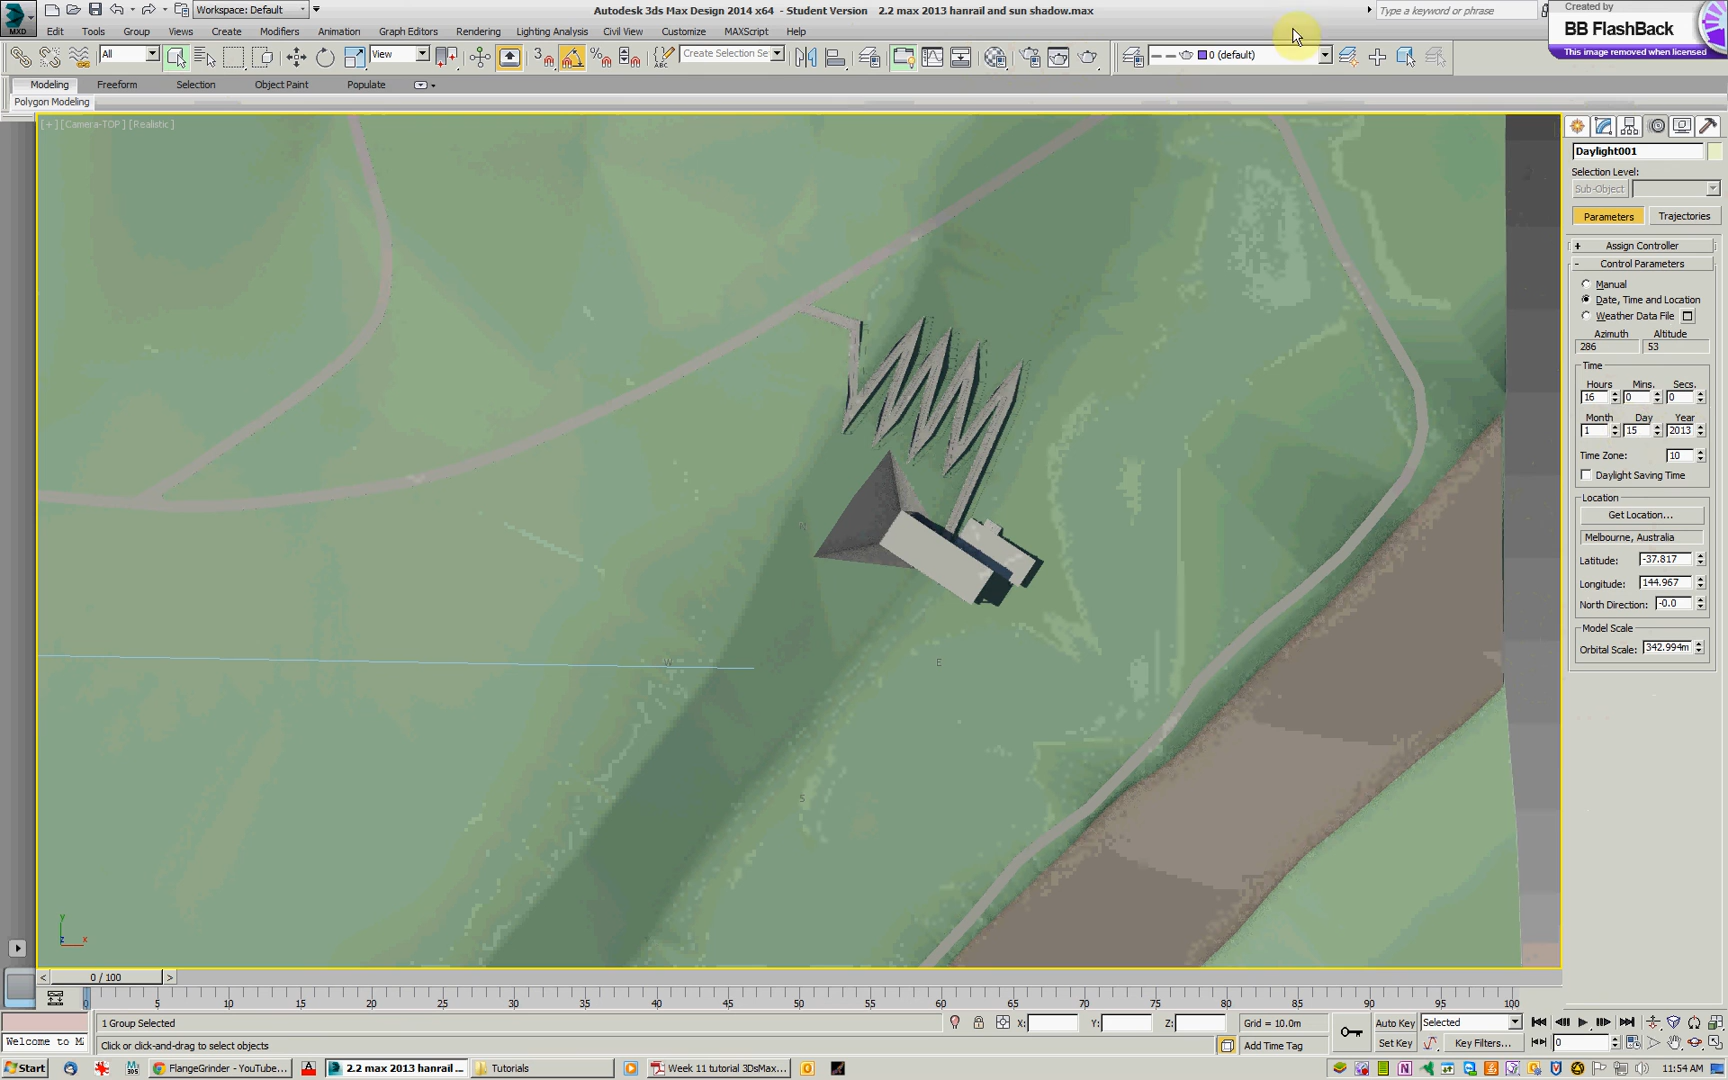 Workspace: Default
Autodesk 3ds Max Design 2014 x64 - Student Version 2.2 max 2013 hanrail and sun shadow.max
Type a keyword or phrase
Created by
BB FlashBack
This image removed when licensed
MXD
Edit Tools Group Views Create Modifiers Animation Graph Editors Rendering Lighting Analysis Civil View Customize MAXScript Help
All
View
Create Selection Se
0 (default)
Modeling Freeform Selection Object Paint Populate
Polygon Modeling
[+] [Camera-TOP] [Realistic]
Daylight001
Selection Level:
Sub-Object
Parameters Trajectories
+ Assign Controller
- Control Parameters
Manual
Date, Time and Location
Weather Data File
Azimuth Altitude
286 53
Time
Hours Mins. Secs.
16 0 0
Month Day Year
1 15 2013
Time Zone: 10
Daylight Saving Time
Location
Get Location...
Melbourne, Australia
Latitude: -37.817
Longitude: 144.967
North Direction: -0.0
Model Scale
Orbital Scale: 342.994m
N
W
E
S
y
z
x
< 0 / 100 >
0 5 10 15 20 25 30 35 40 45 50 55 60 65 70 75 80 85 90 95 100
1 Group Selected
X: Y: Z: Grid = 10.0m
Auto Key Selected
Welcome to M
Click or click-and-drag to select objects
Add Time Tag
Set Key Key Filters... 0
Start
FlangeGrinder - YouTube...
2.2 max 2013 hanrail ...
Tutorials
Week 11 tutorial 3DsMax...
11:54 AM